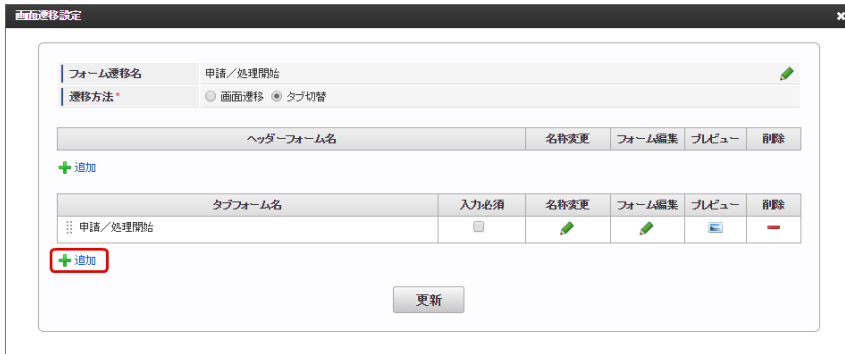 画面遷移設定
フォーム遷移名 申請／処理開始
遷移方法* 画面遷移 タブ切替
ヘッダーフォーム名 名称変更 フォーム編集 プレビュー 削除
追加
タブフォーム名 入力必須 名称変更 フォーム編集 プレビュー 削除
申請／処理開始
追加
更新